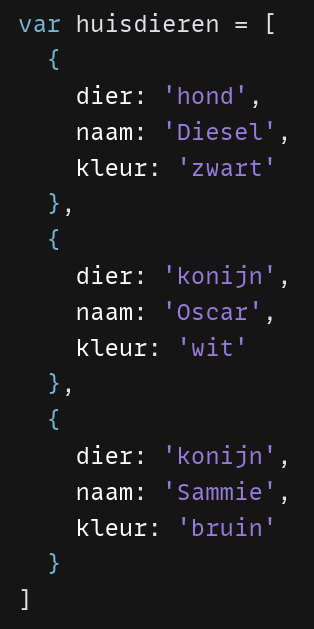 var huisdieren = [
  {
    dier: 'hond',
    naam: 'Diesel',
    kleur: 'zwart'
  },
  {
    dier: 'konijn',
    naam: 'Oscar',
    kleur: 'wit'
  },
  {
    dier: 'konijn',
    naam: 'Sammie',
    kleur: 'bruin'
  }
]